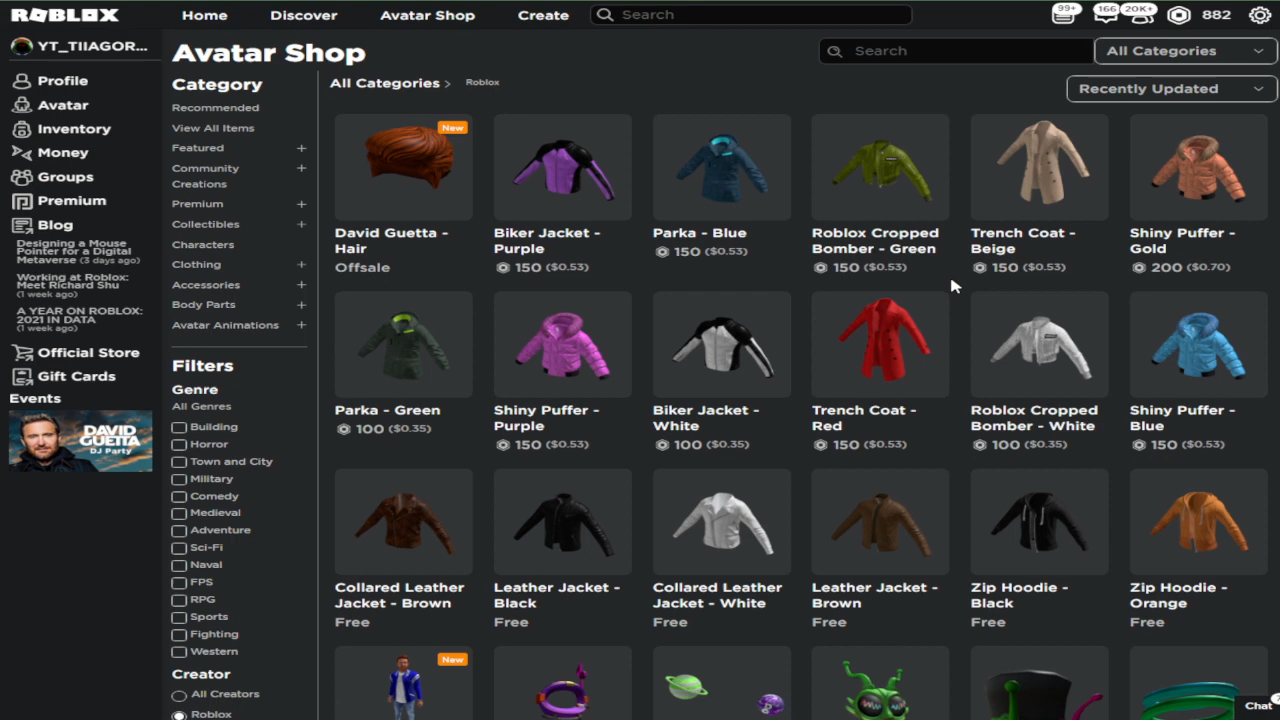 ROBLOX
Home
Discover
Avatar Shop
Create
Search
99+
166
20K+
882
YT_TIIAGOR...
Profile
Avatar
Inventory
Money
Groups
Premium
Blog
Designing a Mouse
Pointer for a Digital
Metaverse (3 days ago)
Working at Roblox:
Meet Richard Shu
(1 week ago)
A YEAR ON ROBLOX:
2021 IN DATA
(1 week ago)
Official Store
Gift Cards
Events
DAVID
GUETTA
DJ Party
Avatar Shop
Search
All Categories
Category
Recommended
View All Items
Featured +
Community +
Creations
Premium +
Collectibles +
Characters
Clothing +
Accessories +
Body Parts +
Avatar Animations +
Filters
Genre
All Genres
Building
Horror
Town and City
Military
Comedy
Medieval
Adventure
Sci-Fi
Naval
FPS
RPG
Sports
Fighting
Western
Creator
All Creators
Roblox
All Categories > Roblox
Recently Updated
New
David Guetta -
Hair
Offsale
Biker Jacket -
Purple
150 ($0.53)
Parka - Blue
150 ($0.53)
Roblox Cropped
Bomber - Green
150 ($0.53)
Trench Coat -
Beige
150 ($0.53)
Shiny Puffer -
Gold
200 ($0.70)
Parka - Green
100 ($0.35)
Shiny Puffer -
Purple
150 ($0.53)
Biker Jacket -
White
100 ($0.35)
Trench Coat -
Red
150 ($0.53)
Roblox Cropped
Bomber - White
100 ($0.35)
Shiny Puffer -
Blue
150 ($0.53)
Collared Leather
Jacket - Brown
Free
Leather Jacket -
Black
Free
Collared Leather
Jacket - White
Free
Leather Jacket -
Brown
Free
Zip Hoodie -
Black
Free
Zip Hoodie -
Orange
Free
New
Chat